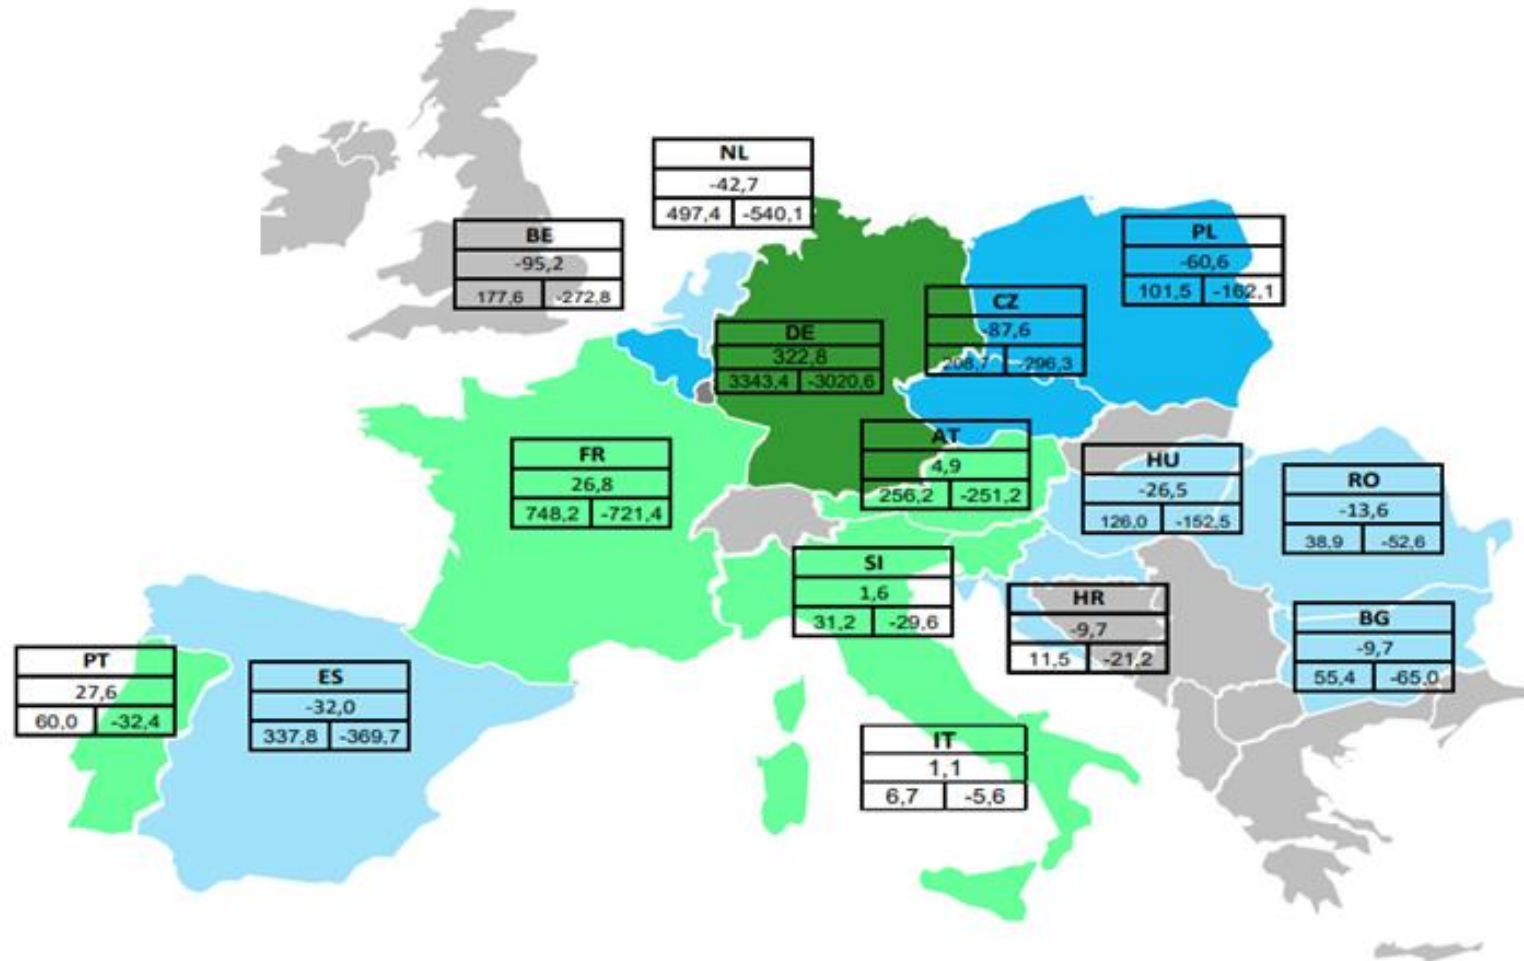 NL
-42,7
497,4 -540,1
BE
-95,2
177,6 -272,8
PL
-60,6
101,5 -162,1
CZ
-87,6
208,7 -296,3
DE
322,8
3343,4 -3020,6
AT
4,9
256,2 -251,2
FR
26,8
748,2 -721,4
HU
-26,5
126,0 -152,5
RO
-13,6
38,9 -52,6
SI
1,6
31,2 -29,6
HR
-9,7
11,5 -21,2
BG
-9,7
55,4 -65,0
PT
27,6
60,0 -32,4
ES
-32,0
337,8 -369,7
IT
1,1
6,7 -5,6